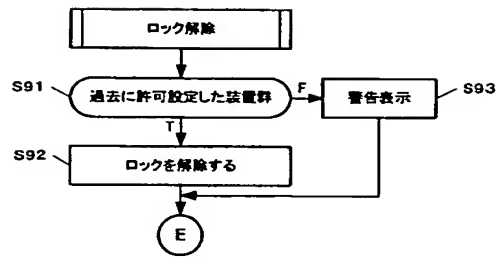 ロック解除
S91
過去に許可設定した装置群
F
警告表示
S93
T
S92
ロックを解除する
E